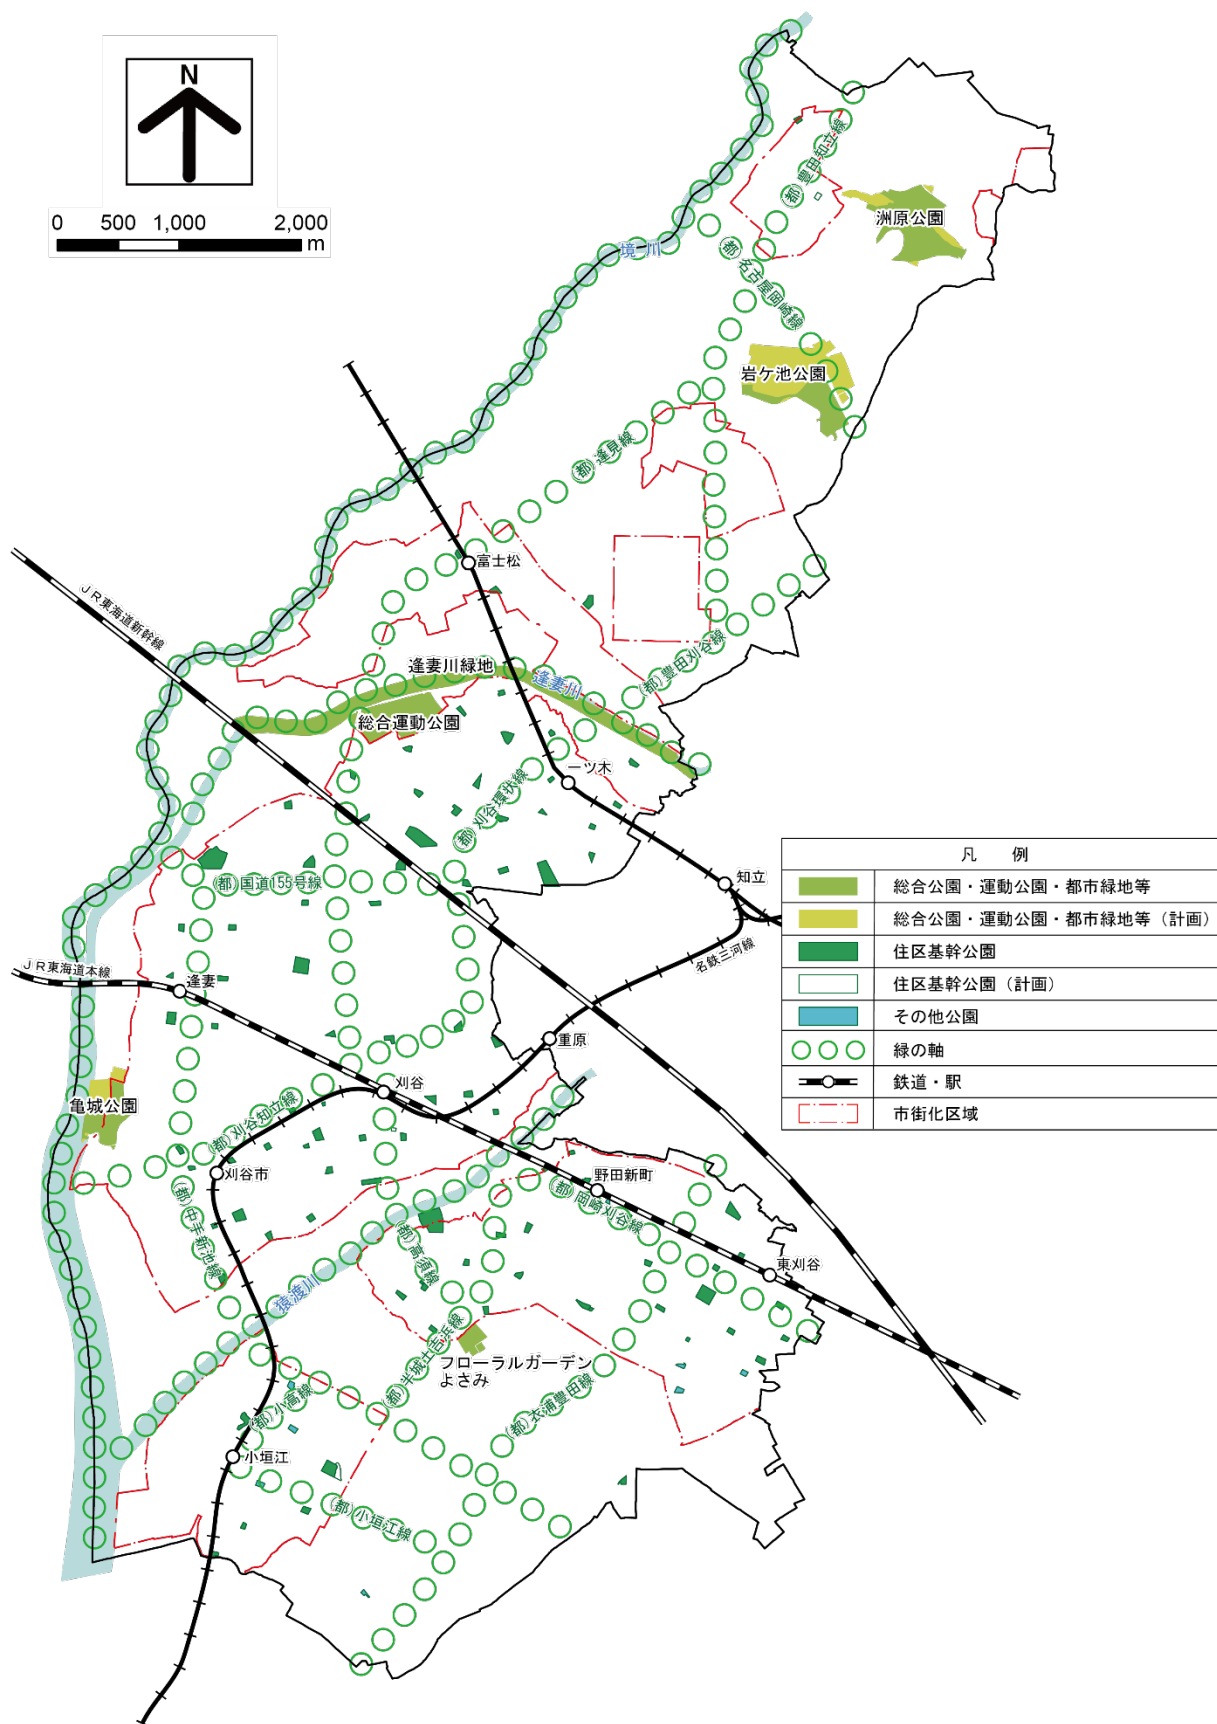 N
0 500 1,000 2,000
m
(都)豊田知立線
洲原公園
境川
(都)名古屋岡崎線
岩ケ池公園
(都)逢見線
富士松
JR東海道新幹線
逢妻川緑地
逢妻川
(都)豊田刈谷線
総合運動公園
一ツ木
(都)刈谷環状線
(都)国道155号線
知立
名鉄三河線
JR東海道本線
逢妻
重原
刈谷
亀城公園
(都)刈谷知立線
刈谷市
野田新町
(都)岡崎刈谷線
(都)中手新池線
(都)高須線
東刈谷
猿渡川
(都)半城土吉浜線
フローラルガーデン
よさみ
(都)小高線
(都)衣浦豊田線
小垣江
(都)小垣江線
凡 例
総合公園・運動公園・都市緑地等
総合公園・運動公園・都市緑地等(計画)
住区基幹公園
住区基幹公園(計画)
その他公園
緑の軸
鉄道・駅
市街化区域